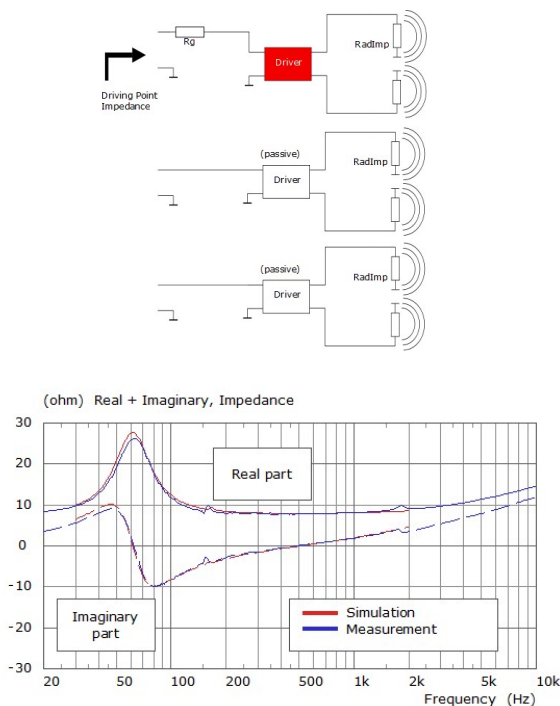 Rg
Driver
RadImp
Driving Point
Impedance
(passive)
Driver
RadImp
(passive)
Driver
RadImp
(ohm) Real + Imaginary, Impedance
30
20
10
0
-10
-20
-30
Real part
Imaginary
part
Simulation
Measurement
20 50 100 200 500 1k 2k 5k 10k
Frequency (Hz)